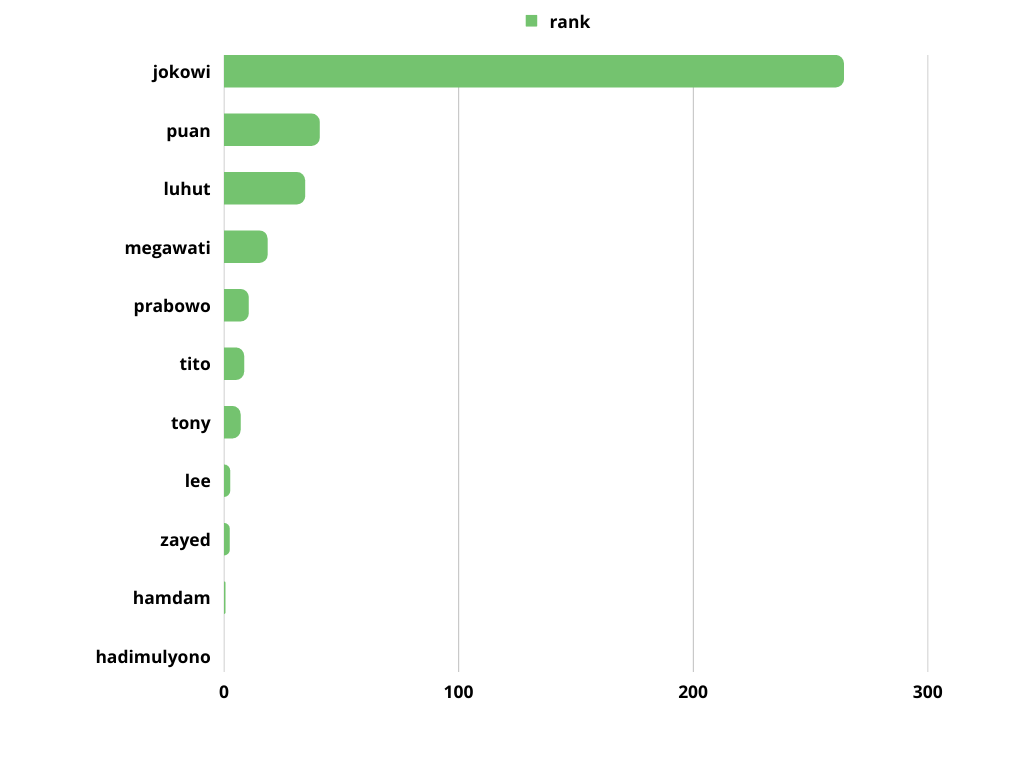 rank
jokowi
puan
luhut
megawati
prabowo
tito
tony
lee
zayed
hamdam
hadimulyono
0 100 200 300